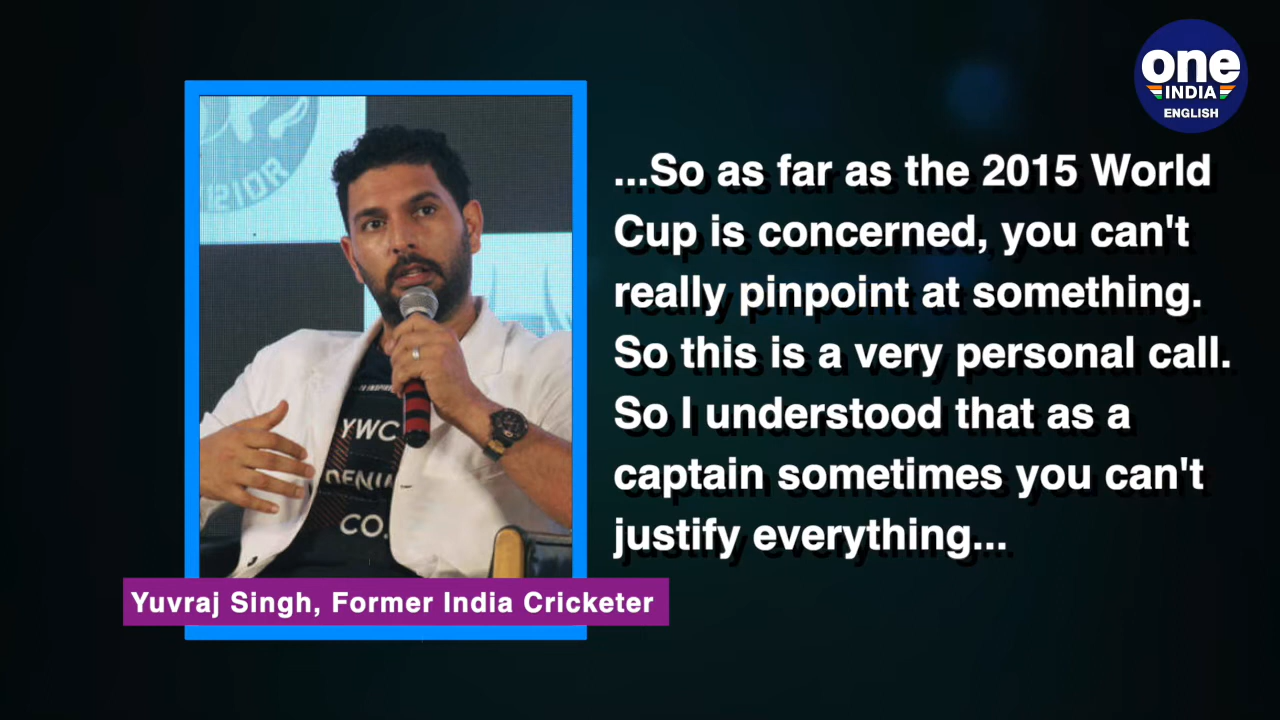 one
INDIA
ENGLISH
...So as far as the 2015 World
Cup is concerned, you can't
really pinpoint at something.
So this is a very personal call.
So I understood that as a
captain sometimes you can't
justify everything...
YWC
DENIM
CO.
Yuvraj Singh, Former India Cricketer